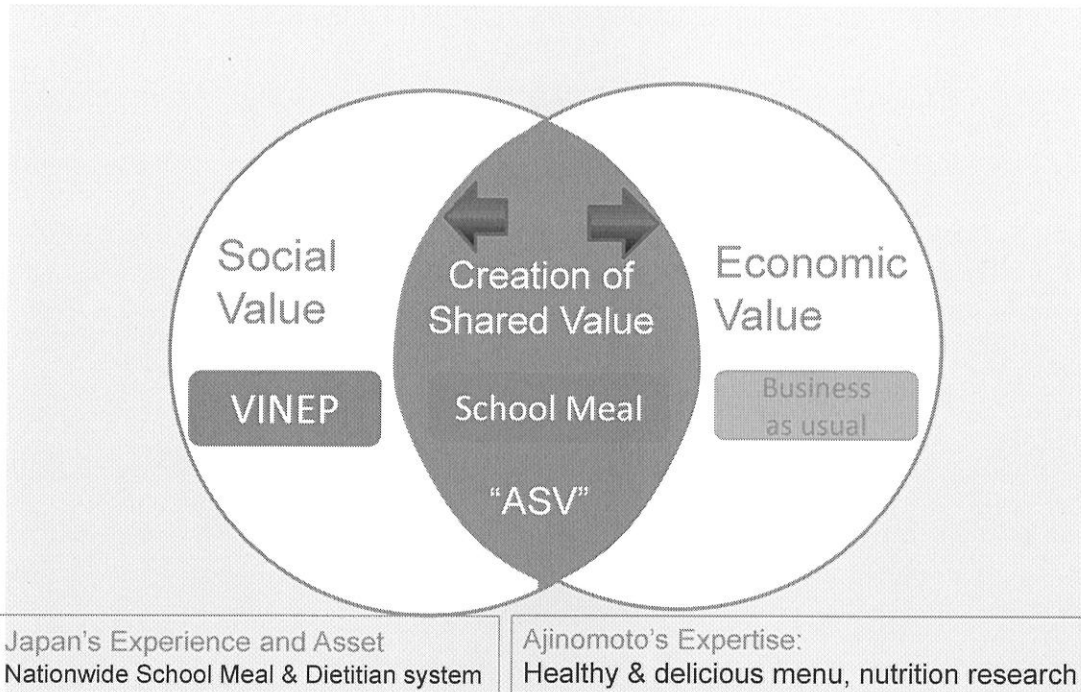 Social
Value
VINEP
Creation of
Shared Value
School Meal
“ASV”
Economic
Value
Business
as usual
Japan's Experience and Asset
Nationwide School Meal & Dietitian system
Ajinomoto's Expertise:
Healthy & delicious menu, nutrition research